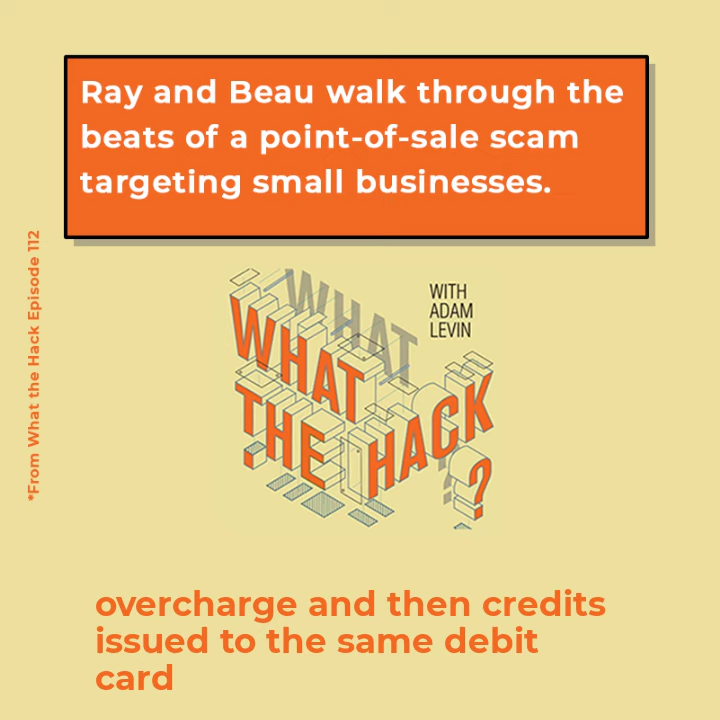 Ray and Beau walk through the
beats of a point-of-sale scam
targeting small businesses.
*From What the Hack Episode 112
WITH
ADAM
LEVIN
WHAT
WHAT
THE HACK
?
overcharge and then credits
issued to the same debit
card